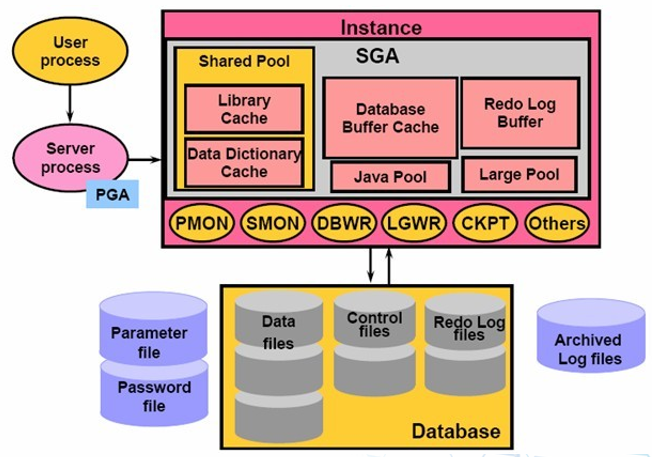 User
process
Server
process
PGA
Instance
SGA
Shared Pool
Library
Cache
Data Dictionary
Cache
Database
Buffer Cache
Redo Log
Buffer
Java Pool
Large Pool
PMON
SMON
DBWR
LGWR
CKPT
Others
Parameter
file
Password
file
Data
files
Control
files
Redo Log
files
Database
Archived
Log files